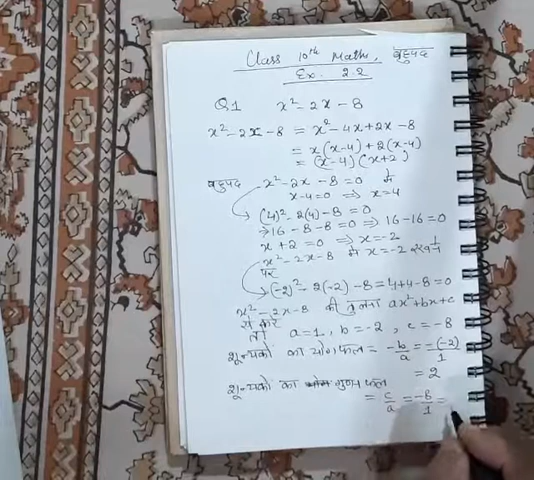 Class 10th Maths, बहुपद
Ex. 2.2
Q1 x² - 2x - 8
x² - 2x - 8 = x² - 4x + 2x - 8
= x(x-4) + 2(x-4)
= (x-4)(x+2)
बहुपद x² - 2x - 8 = 0 में
x-4=0 ⇒ x=4
(4)² - 2(4) - 8 = 0
⇒ 16 - 8 - 8 = 0 ⇒ 16 - 16 = 0
x + 2 = 0 ⇒ x = -2
x² - 2x - 8 में x = -2 रखने
पर
(-2)² - 2(-2) - 8 = 4+4-8 = 0
x² - 2x - 8 की तुलना ax² + bx + c
से करने
a = 1, b = -2, c = -8
शून्यकों का योगफल = -b/a = -(-2)/1
= 2
शून्यकों का गुणनफल
= c/a = -8/1 =